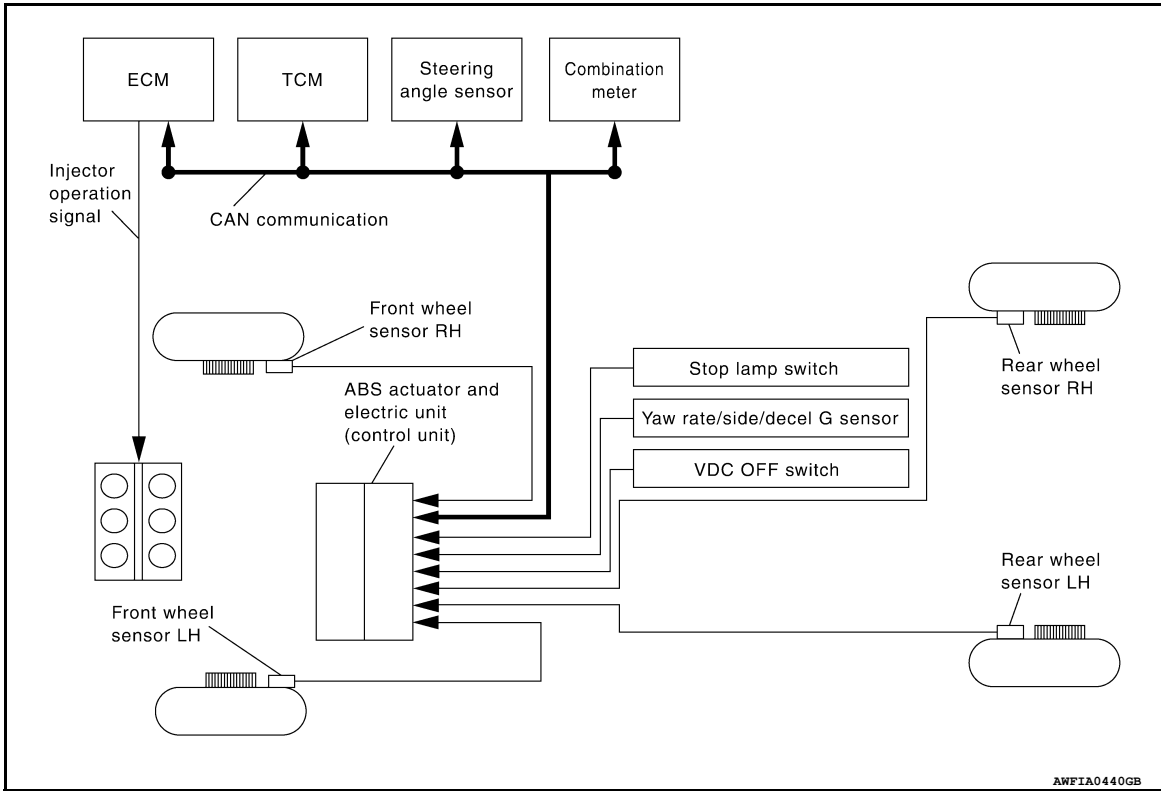 ECM
TCM
Steering
angle sensor
Combination
meter
Injector
operation
signal
CAN communication
Front wheel
sensor RH
ABS actuator and
electric unit
(control unit)
Stop lamp switch
Yaw rate/side/decel G sensor
VDC OFF switch
Rear wheel
sensor RH
Rear wheel
sensor LH
Front wheel
sensor LH
AWFIA0440GB